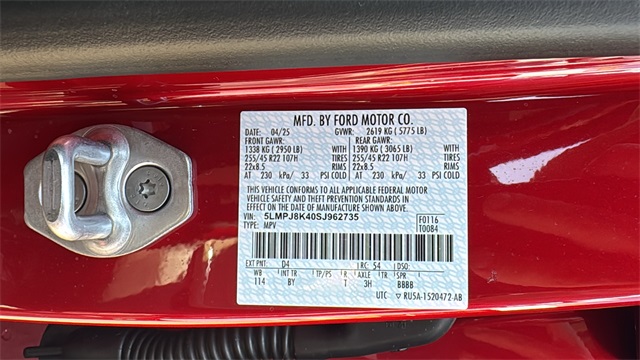 MFD. BY FORD MOTOR CO.
DATE: 04/25 GVWR: 2619 KG (5775 LB)
FRONT GAWR: REAR GAWR:
1338 KG (2950 LB) WITH 1390 KG (3065 LB) WITH
255/45 R22 107H TIRES 255/45 R22 107H TIRES
22x8.5 RIMS 22x8.5 RIMS
AT 230 kPa/ 33 PSI COLD AT 230 kPa/ 33 PSI COLD
THIS VEHICLE CONFORMS TO ALL APPLICABLE FEDERAL MOTOR
VEHICLE SAFETY AND THEFT PREVENTION STANDARDS IN
EFFECT ON THE DATE OF MANUFACTURE SHOWN ABOVE.
VIN: 5LMPJ8K40SJ962735 F0116
TYPE: MPV T0084
EXT PNT: D4 RC: 54 DSO:
WB INT TR TP/PS R AXLE TR SPR
114 BY T 3H BBBB
UTC ▽ RU5A-1520472-AB